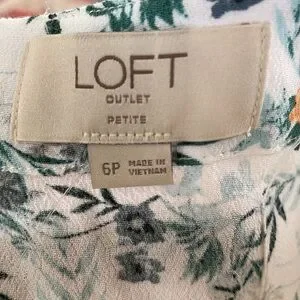 LOFT
OUTLET
PETITE
6P MADE IN
VIETNAM